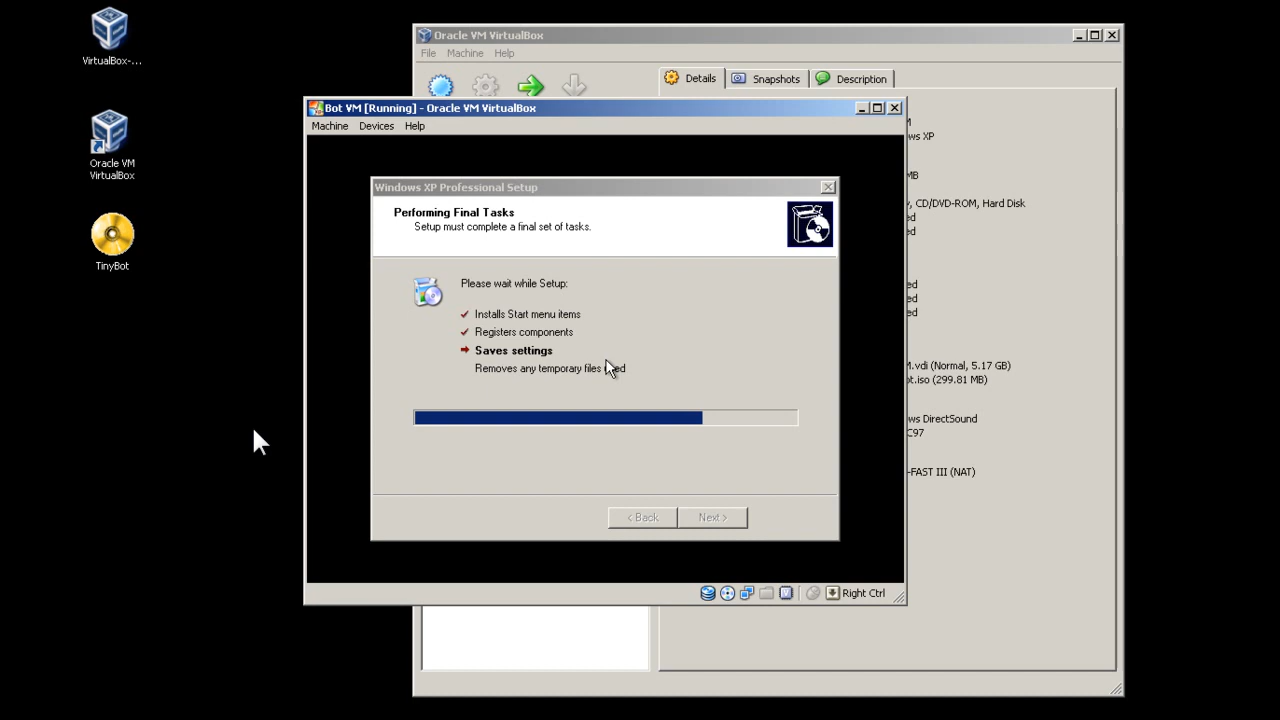 VirtualBox-...
Oracle VM
VirtualBox
TinyBot
Oracle VM VirtualBox
File Machine Help
Details Snapshots Description
Bot VM [Running] - Oracle VM VirtualBox
Machine Devices Help
Windows XP Professional Setup
Performing Final Tasks
Setup must complete a final set of tasks.
Please wait while Setup:
Installs Start menu items
Registers components
Saves settings
Removes any temporary files
< Back Next >
Right Ctrl
ws XP
MB
, CD/DVD-ROM, Hard Disk
ed
ed
ed
ed
ed
M.vdi (Normal, 5.17 GB)
ot.iso (299.81 MB)
ws DirectSound
C97
-FAST III (NAT)